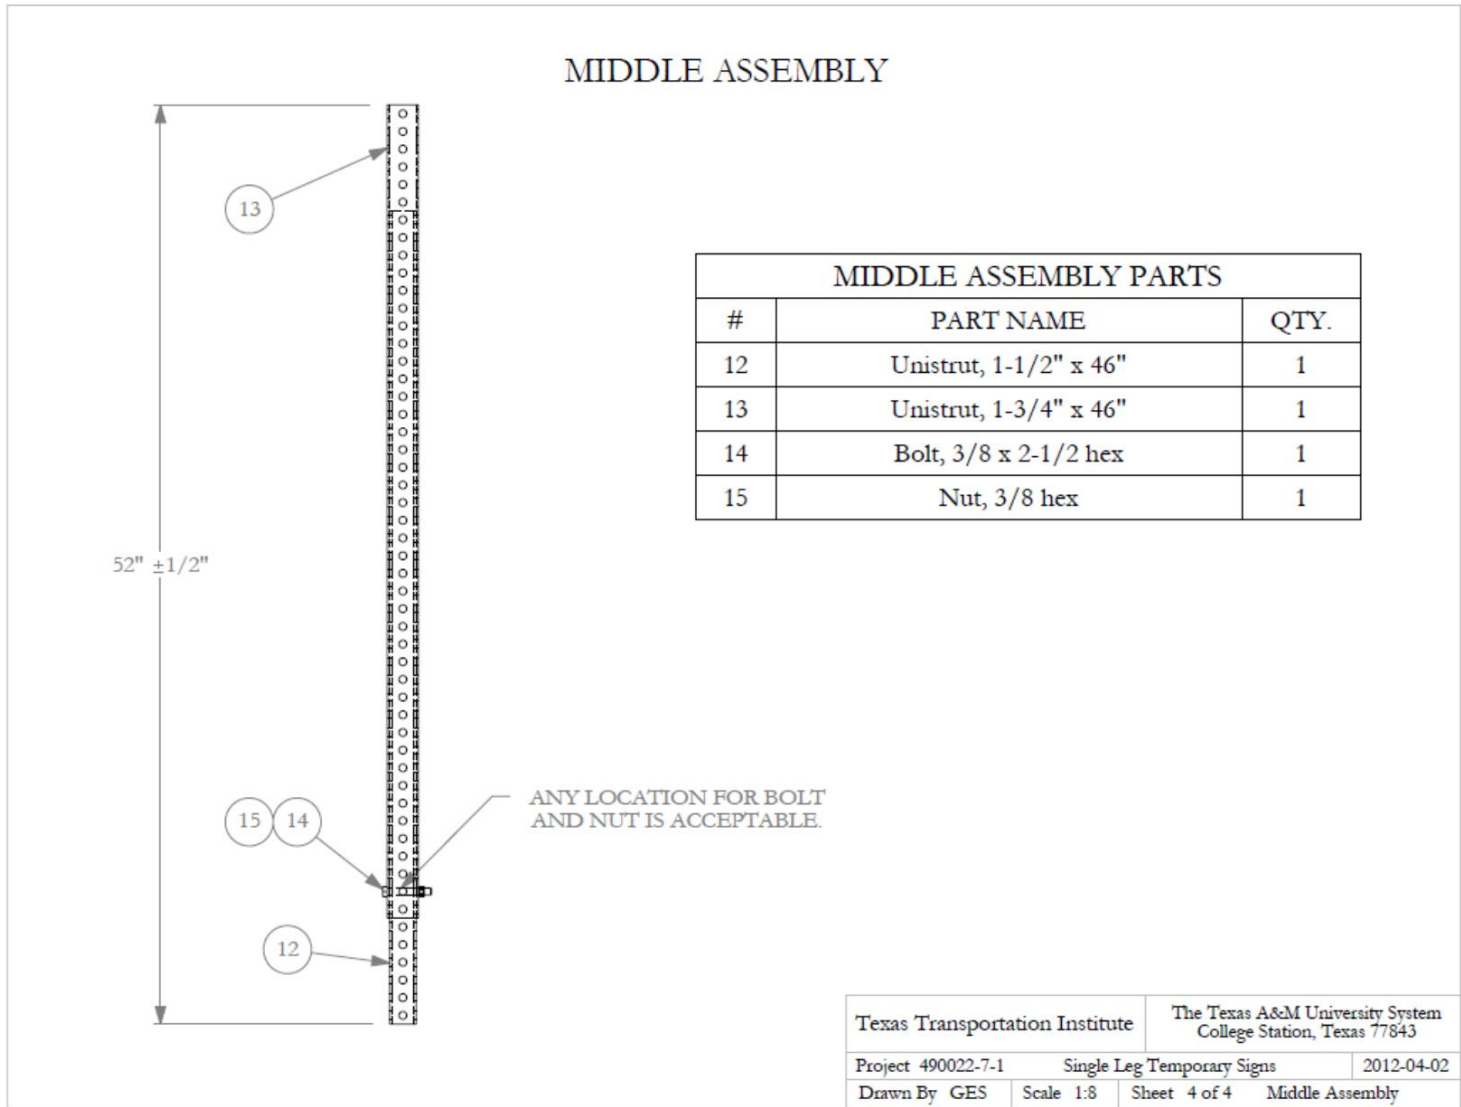 MIDDLE ASSEMBLY
13
MIDDLE ASSEMBLY PARTS
# PART NAME QTY.
12 Unistrut, 1-1/2" x 46" 1
13 Unistrut, 1-3/4" x 46" 1
14 Bolt, 3/8 x 2-1/2 hex 1
15 Nut, 3/8 hex 1
52" ±1/2"
ANY LOCATION FOR BOLT
AND NUT IS ACCEPTABLE.
15 14
12
Texas Transportation Institute
The Texas A&M University System
College Station, Texas 77843
Project 490022-7-1 Single Leg Temporary Signs 2012-04-02
Drawn By GES Scale 1:8 Sheet 4 of 4 Middle Assembly